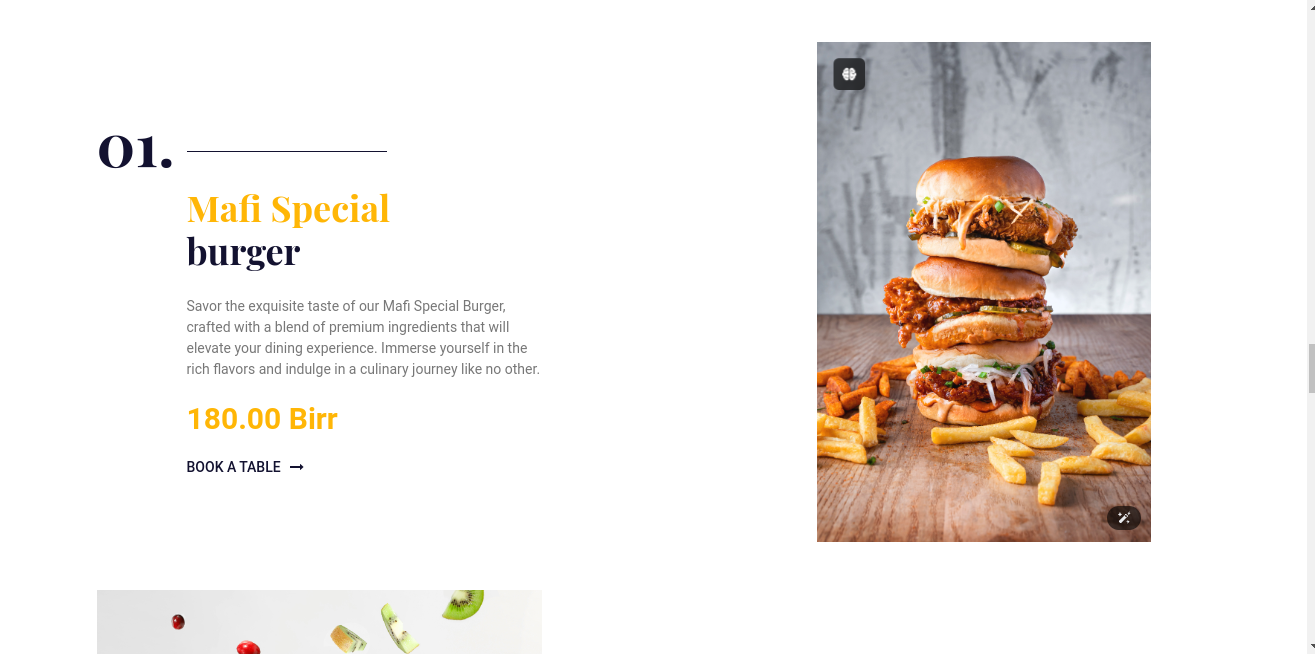 01.
Mafi Special
burger
Savor the exquisite taste of our Mafi Special Burger,
crafted with a blend of premium ingredients that will
elevate your dining experience. Immerse yourself in the
rich flavors and indulge in a culinary journey like no other.
180.00 Birr
BOOK A TABLE